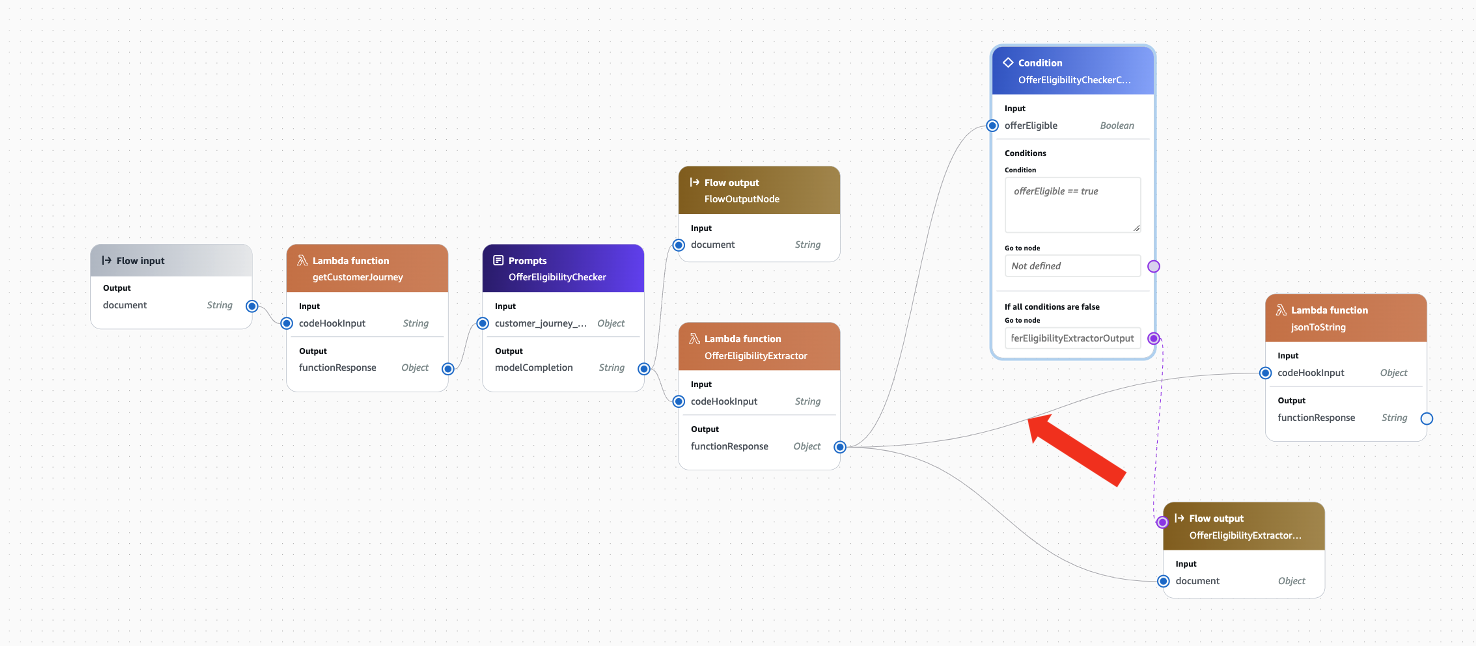 Flow input
Output
document String
Lambda function
getCustomerJourney
Input
codeHookInput String
Output
functionResponse Object
Prompts
OfferEligibilityChecker
Input
customer_journey_... Object
Output
modelCompletion String
Flow output
FlowOutputNode
Input
document String
Lambda function
OfferEligibilityExtractor
Input
codeHookInput String
Output
functionResponse Object
Condition
OfferEligibilityCheckerC...
Input
offerEligible Boolean
Conditions
Condition
offerEligible == true
Go to node
Not defined
If all conditions are false
Go to node
ferEligibilityExtractorOutput
Lambda function
jsonToString
Input
codeHookInput Object
Output
functionResponse String
Flow output
OfferEligibilityExtractor...
Input
document Object